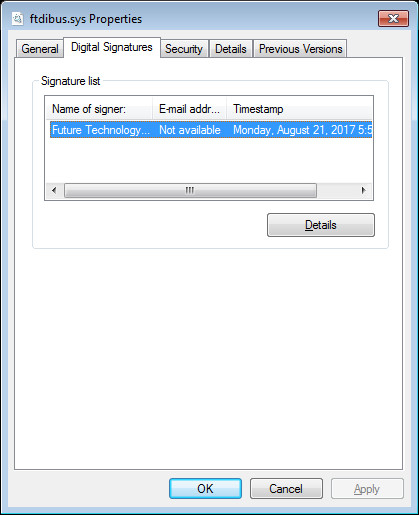 ftdibus.sys Properties
General Digital Signatures Security Details Previous Versions
Signature list
Name of signer: E-mail addr... Timestamp
Future Technology... Not available Monday, August 21, 2017 5:5
Details
OK Cancel Apply